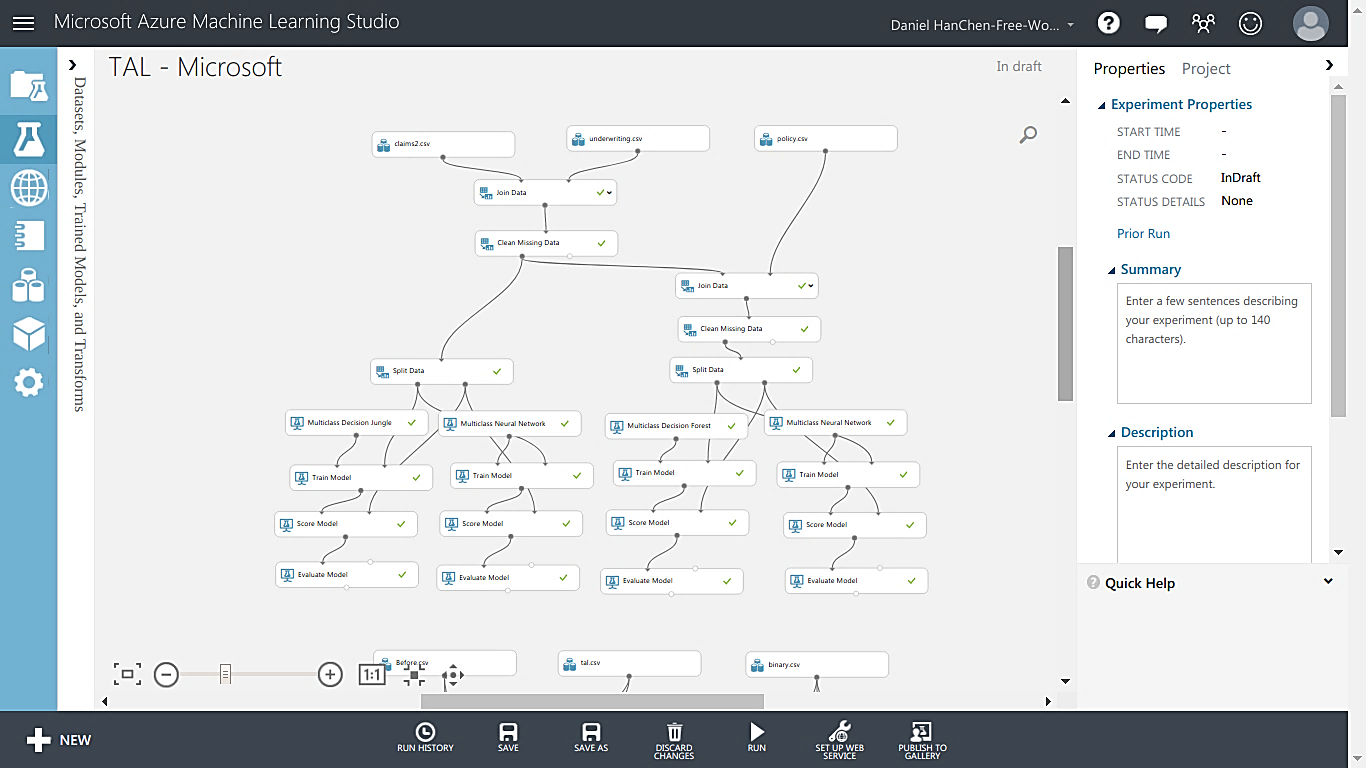 Microsoft Azure Machine Learning Studio
Daniel HanChen-Free-Wo...
Datasets, Modules, Trained Models, and Transforms
TAL - Microsoft
In draft
claims2.csv
underwriting.csv
policy.csv
Join Data
Clean Missing Data
Join Data
Clean Missing Data
Split Data
Split Data
Multiclass Decision Jungle
Multiclass Neural Network
Multiclass Decision Forest
Multiclass Neural Network
Train Model
Train Model
Train Model
Train Model
Score Model
Score Model
Score Model
Score Model
Evaluate Model
Evaluate Model
Evaluate Model
Evaluate Model
Before.csv
tal.csv
binary.csv
1:1
Properties
Project
Experiment Properties
START TIME -
END TIME -
STATUS CODE InDraft
STATUS DETAILS None
Prior Run
Summary
Enter a few sentences describing
your experiment (up to 140
characters).
Description
Enter the detailed description for
your experiment.
Quick Help
NEW
RUN HISTORY
SAVE
SAVE AS
DISCARD
CHANGES
RUN
SET UP WEB
SERVICE
PUBLISH TO
GALLERY